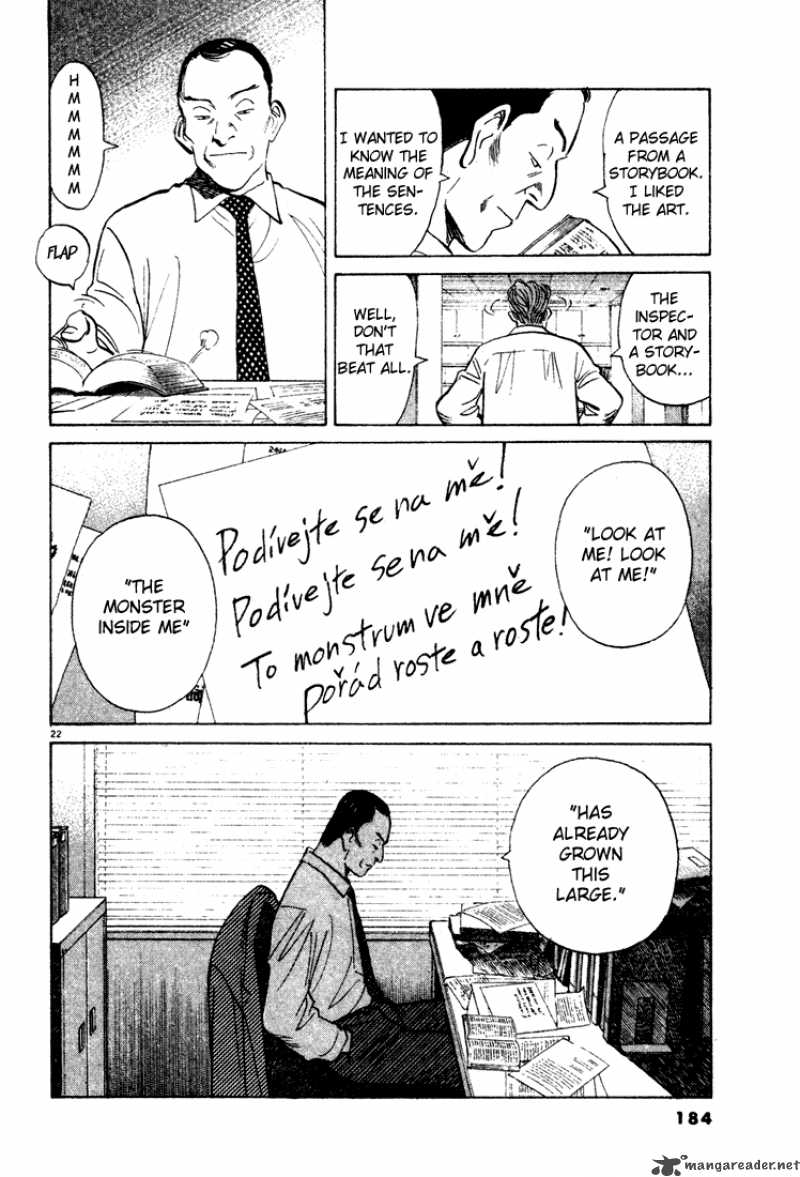 A PASSAGE
FROM A
STORYBOOK.
I LIKED
THE ART.
I WANTED TO
KNOW THE
MEANING OF
THE SEN-
TENCES.
HMMMMMM
FLAP
THE
INSPEC-
TOR AND
A STORY-
BOOK...
WELL,
DON'T
THAT
BEAT ALL.
"LOOK AT
ME! LOOK
AT ME!"
Podívejte se na mě!
Podívejte se na mě!
To monstrum ve mně
pořád roste a roste!
"THE
MONSTER
INSIDE ME"
22
"HAS
ALREADY
GROWN
THIS
LARGE."
184
mangareader.net